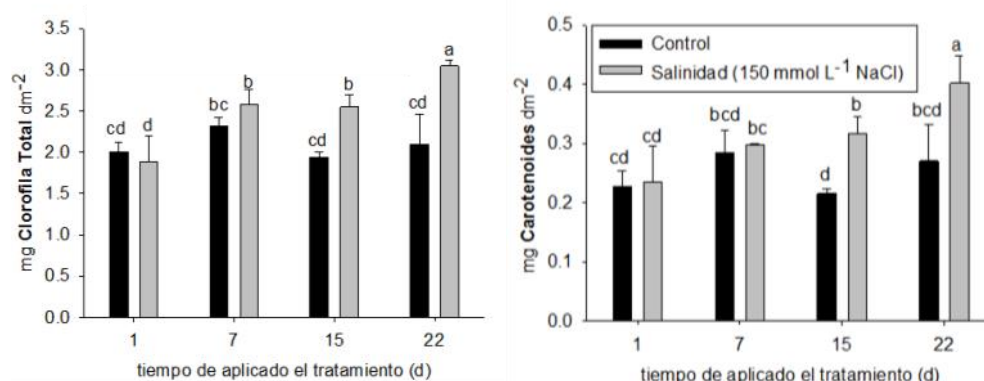 mg Clorofila Total dm⁻²
3.5
3.0
2.5
2.0
1.5
1.0
0.5
0.0
cd
d
bc
b
cd
b
cd
a
1 7 15 22
tiempo de aplicado el tratamiento (d)
mg Carotenoides dm⁻²
0.5
0.4
0.3
0.2
0.1
0.0
Control
Salinidad (150 mmol L⁻¹ NaCl)
cd
cd
bcd
bc
d
b
bcd
a
1 7 15 22
tiempo de aplicado el tratamiento (d)